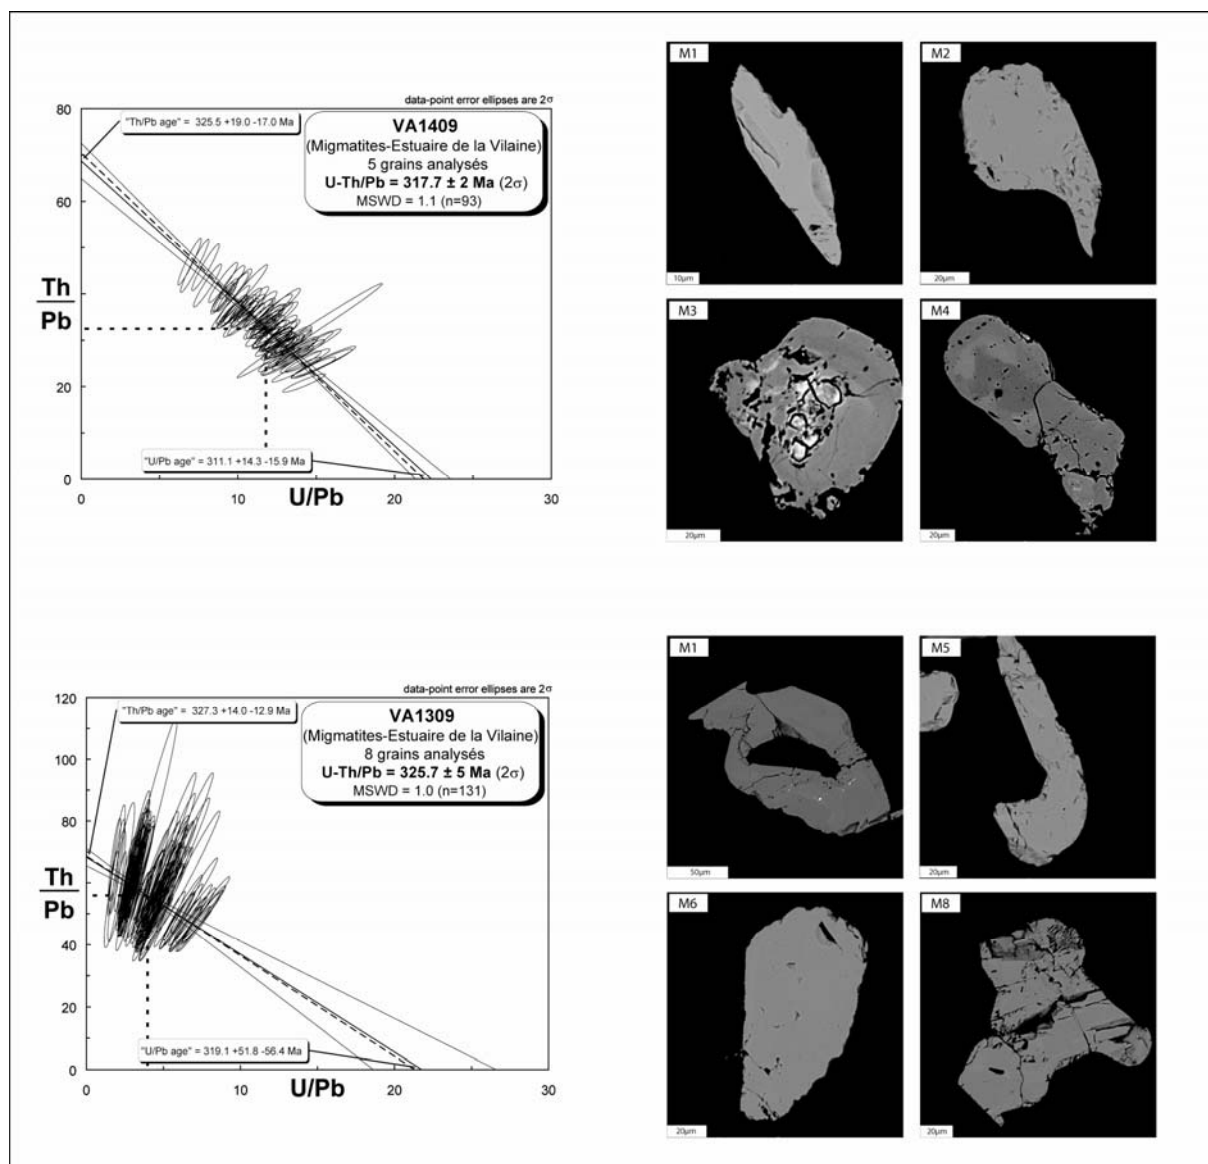 data-point error ellipses are 2σ
80
"Th/Pb age" = 325.5 +19.0 -17.0 Ma
VA1409
(Migmatites-Estuaire de la Vilaine)
5 grains analysés
U-Th/Pb = 317.7 ± 2 Ma (2σ)
MSWD = 1.1 (n=93)
60
Th
Pb
20
"U/Pb age" = 311.1 +14.3 -15.9 Ma
0
0 10 U/Pb 20 30
M1
10µm
M2
20µm
M3
20µm
M4
20µm
data-point error ellipses are 2σ
120
"Th/Pb age" = 327.3 +14.0 -12.9 Ma
VA1309
(Migmatites-Estuaire de la Vilaine)
8 grains analysés
U-Th/Pb = 325.7 ± 5 Ma (2σ)
MSWD = 1.0 (n=131)
100
80
Th
Pb
40
20
"U/Pb age" = 319.1 +51.8 -56.4 Ma
0
0 10 U/Pb 20 30
M1
50µm
M5
20µm
M6
20µm
M8
20µm